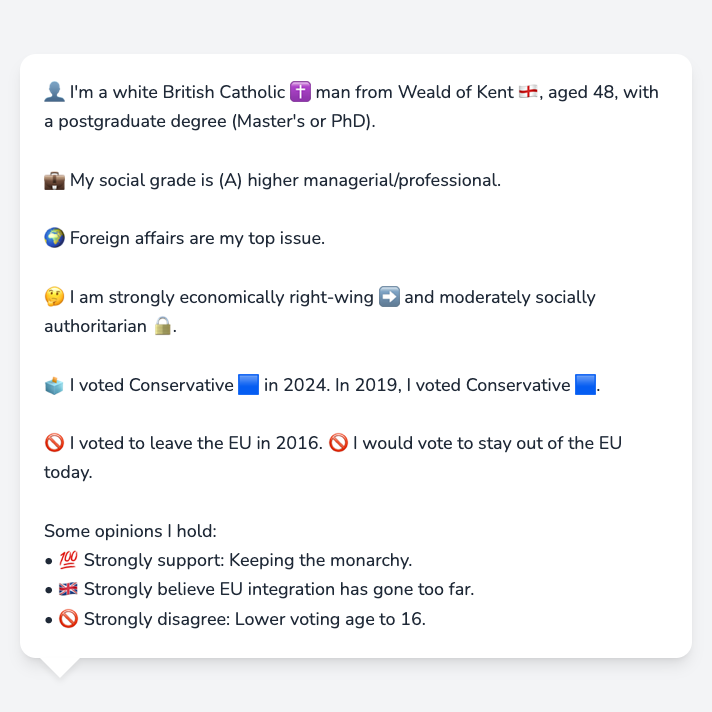 👤 I'm a white British Catholic ✝️ man from Weald of Kent 🏴󠁧󠁢󠁥󠁮󠁧󠁿, aged 48, with
a postgraduate degree (Master's or PhD).
💼 My social grade is (A) higher managerial/professional.
🌍 Foreign affairs are my top issue.
🤔 I am strongly economically right-wing ➡️ and moderately socially
authoritarian 🔒.
🗳️ I voted Conservative 🟦 in 2024. In 2019, I voted Conservative 🟦.
🚫 I voted to leave the EU in 2016. 🚫 I would vote to stay out of the EU
today.
Some opinions I hold:
• 💯 Strongly support: Keeping the monarchy.
• 🇬🇧 Strongly believe EU integration has gone too far.
• 🚫 Strongly disagree: Lower voting age to 16.